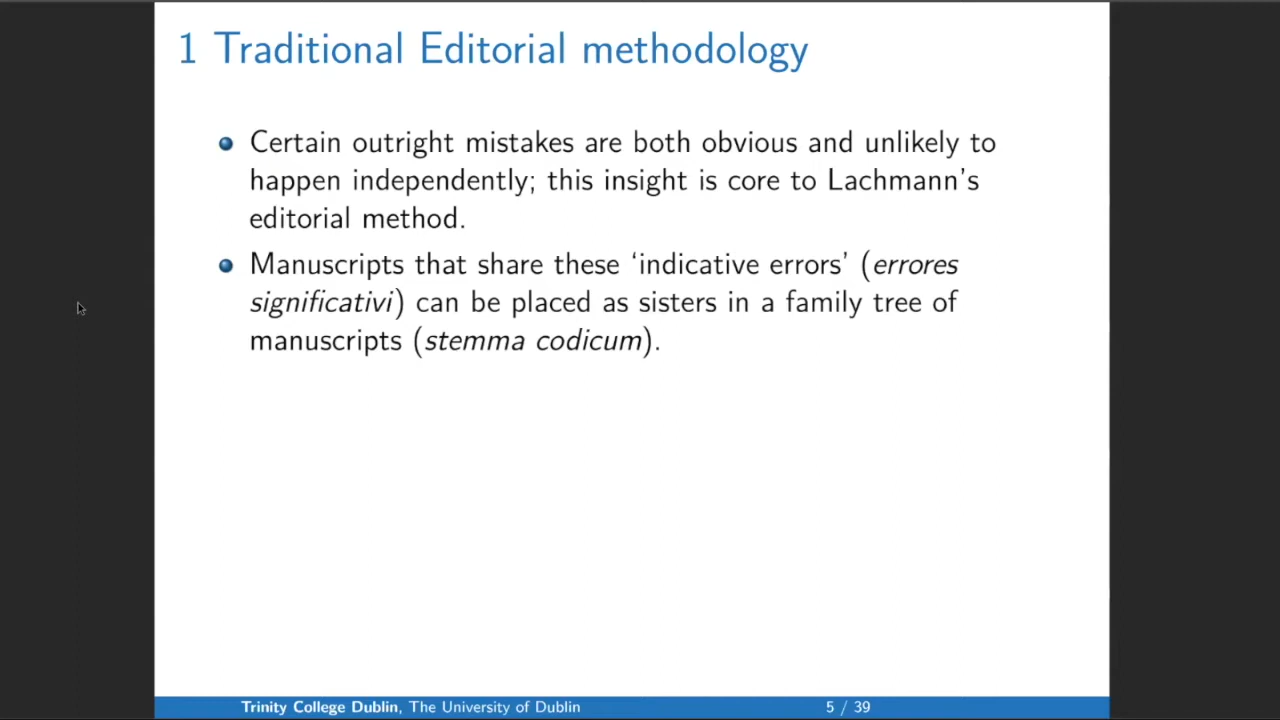 1 Traditional Editorial methodology
Certain outright mistakes are both obvious and unlikely to
happen independently; this insight is core to Lachmann's
editorial method.
Manuscripts that share these ‘indicative errors’ (errores
significativi) can be placed as sisters in a family tree of
manuscripts (stemma codicum).
Trinity College Dublin, The University of Dublin 5 / 39